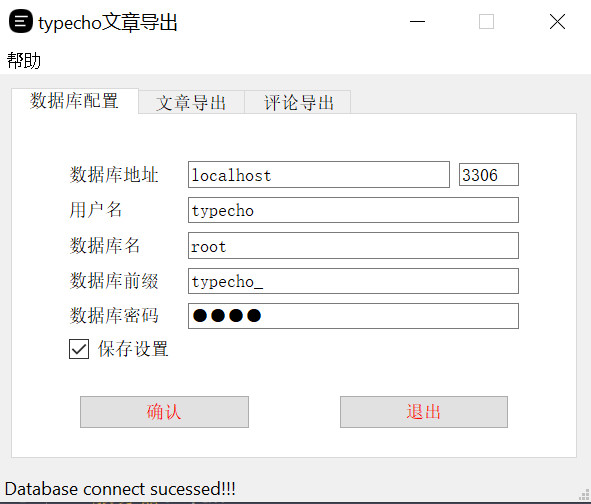 typecho文章导出
帮助
数据库配置 文章导出 评论导出
数据库地址 localhost 3306
用户名 typecho
数据库名 root
数据库前缀 typecho_
数据库密码 ●●●●
保存设置
确认 退出
Database connect sucessed!!!